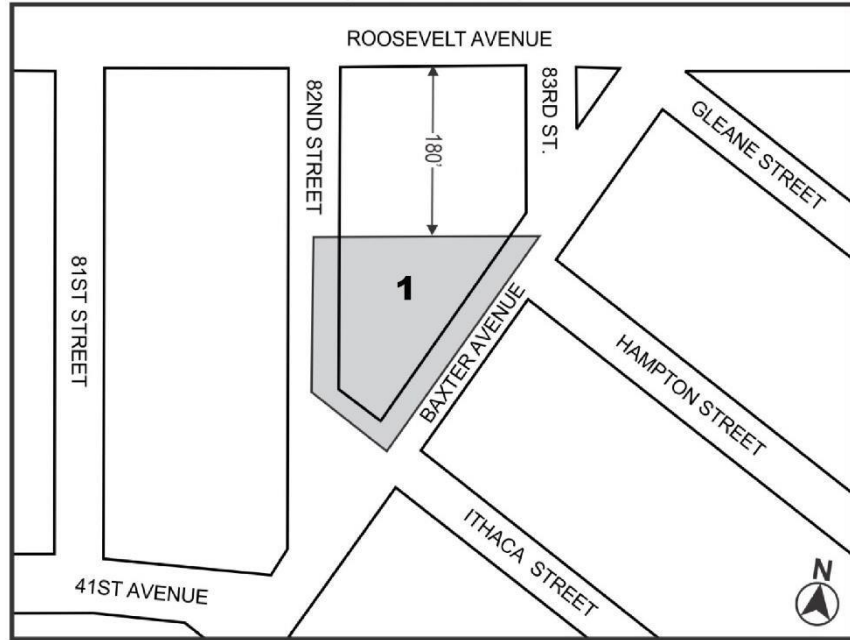 ROOSEVELT AVENUE
82ND STREET
83RD ST.
180'
GLEANE STREET
81ST STREET
1
BAXTER AVENUE
HAMPTON STREET
ITHACA STREET
41ST AVENUE
N